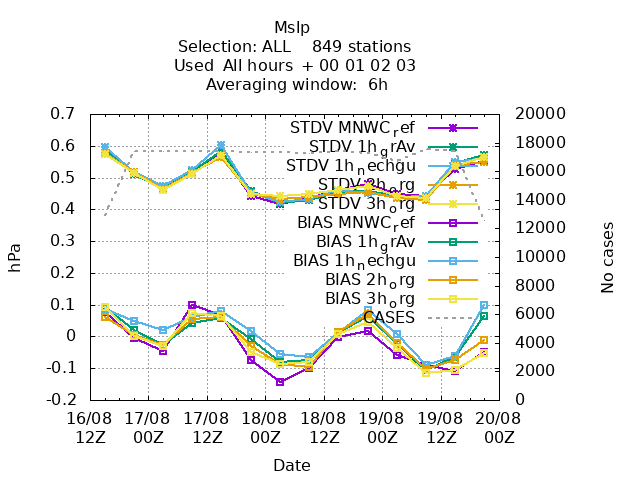 Mslp
Selection: ALL 849 stations
Used All hours + 00 01 02 03
Averaging window: 6h
0.7
0.6
0.5
0.4
0.3
0.2
0.1
0
-0.1
-0.2
hPa
20000
18000
16000
14000
12000
10000
8000
6000
4000
2000
0
No cases
STDV MNWC_ref
STDV 1h_grAv
STDV 1h_nechgu
STDV 2h_org
STDV 3h_org
BIAS MNWC_ref
BIAS 1h_grAv
BIAS 1h_nechgu
BIAS 2h_org
BIAS 3h_org
CASES
16/08 17/08 17/08 18/08 18/08 19/08 19/08 20/08
12Z 00Z 12Z 00Z 12Z 00Z 12Z 00Z
Date